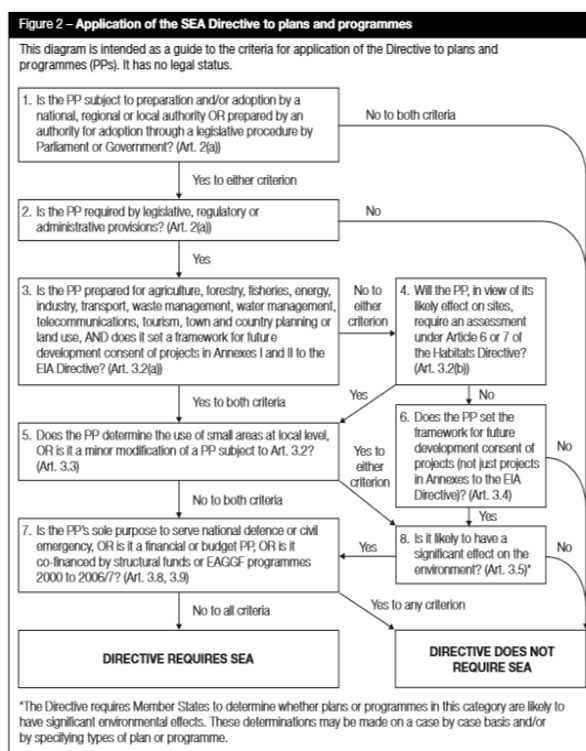 Figure 2 – Application of the SEA Directive to plans and programmes
This diagram is intended as a guide to the criteria for application of the Directive to plans and
programmes (PPs). It has no legal status.
1. Is the PP subject to preparation and/or adoption by a
national, regional or local authority OR prepared by an
authority for adoption through a legislative procedure by
Parliament or Government? (Art. 2(a))
No to both criteria
Yes to either criterion
2. Is the PP required by legislative, regulatory or
administrative provisions? (Art. 2(a))
No
Yes
3. Is the PP prepared for agriculture, forestry, fisheries, energy,
industry, transport, waste management, water management,
telecommunications, tourism, town and country planning or
land use, AND does it set a framework for future
development consent of projects in Annexes I and II to the
EIA Directive? (Art. 3.2(a))
No to
either
criterion
4. Will the PP, in view of its
likely effect on sites,
require an assessment
under Article 6 or 7 of
the Habitats Directive?
(Art. 3.2(b))
Yes to both criteria
Yes
No
5. Does the PP determine the use of small areas at local level,
OR is it a minor modification of a PP subject to Art. 3.2?
(Art. 3.3)
Yes to
either
criterion
6. Does the PP set the
framework for future
development consent of
projects (not just projects
in Annexes to the EIA
Directive)? (Art. 3.4)
No
No to both criteria
Yes
7. Is the PP's sole purpose to serve national defence or civil
emergency, OR is it a financial or budget PP, OR is it
co-financed by structural funds or EAGGF programmes
2000 to 2006/7? (Art. 3.8, 3.9)
Yes
8. Is it likely to have a
significant effect on the
environment? (Art. 3.5)*
No
No to all criteria
Yes to any criterion
DIRECTIVE REQUIRES SEA
DIRECTIVE DOES NOT
REQUIRE SEA
*The Directive requires Member States to determine whether plans or programmes in this category are likely to
have significant environmental effects. These determinations may be made on a case by case basis and/or
by specifying types of plan or programme.